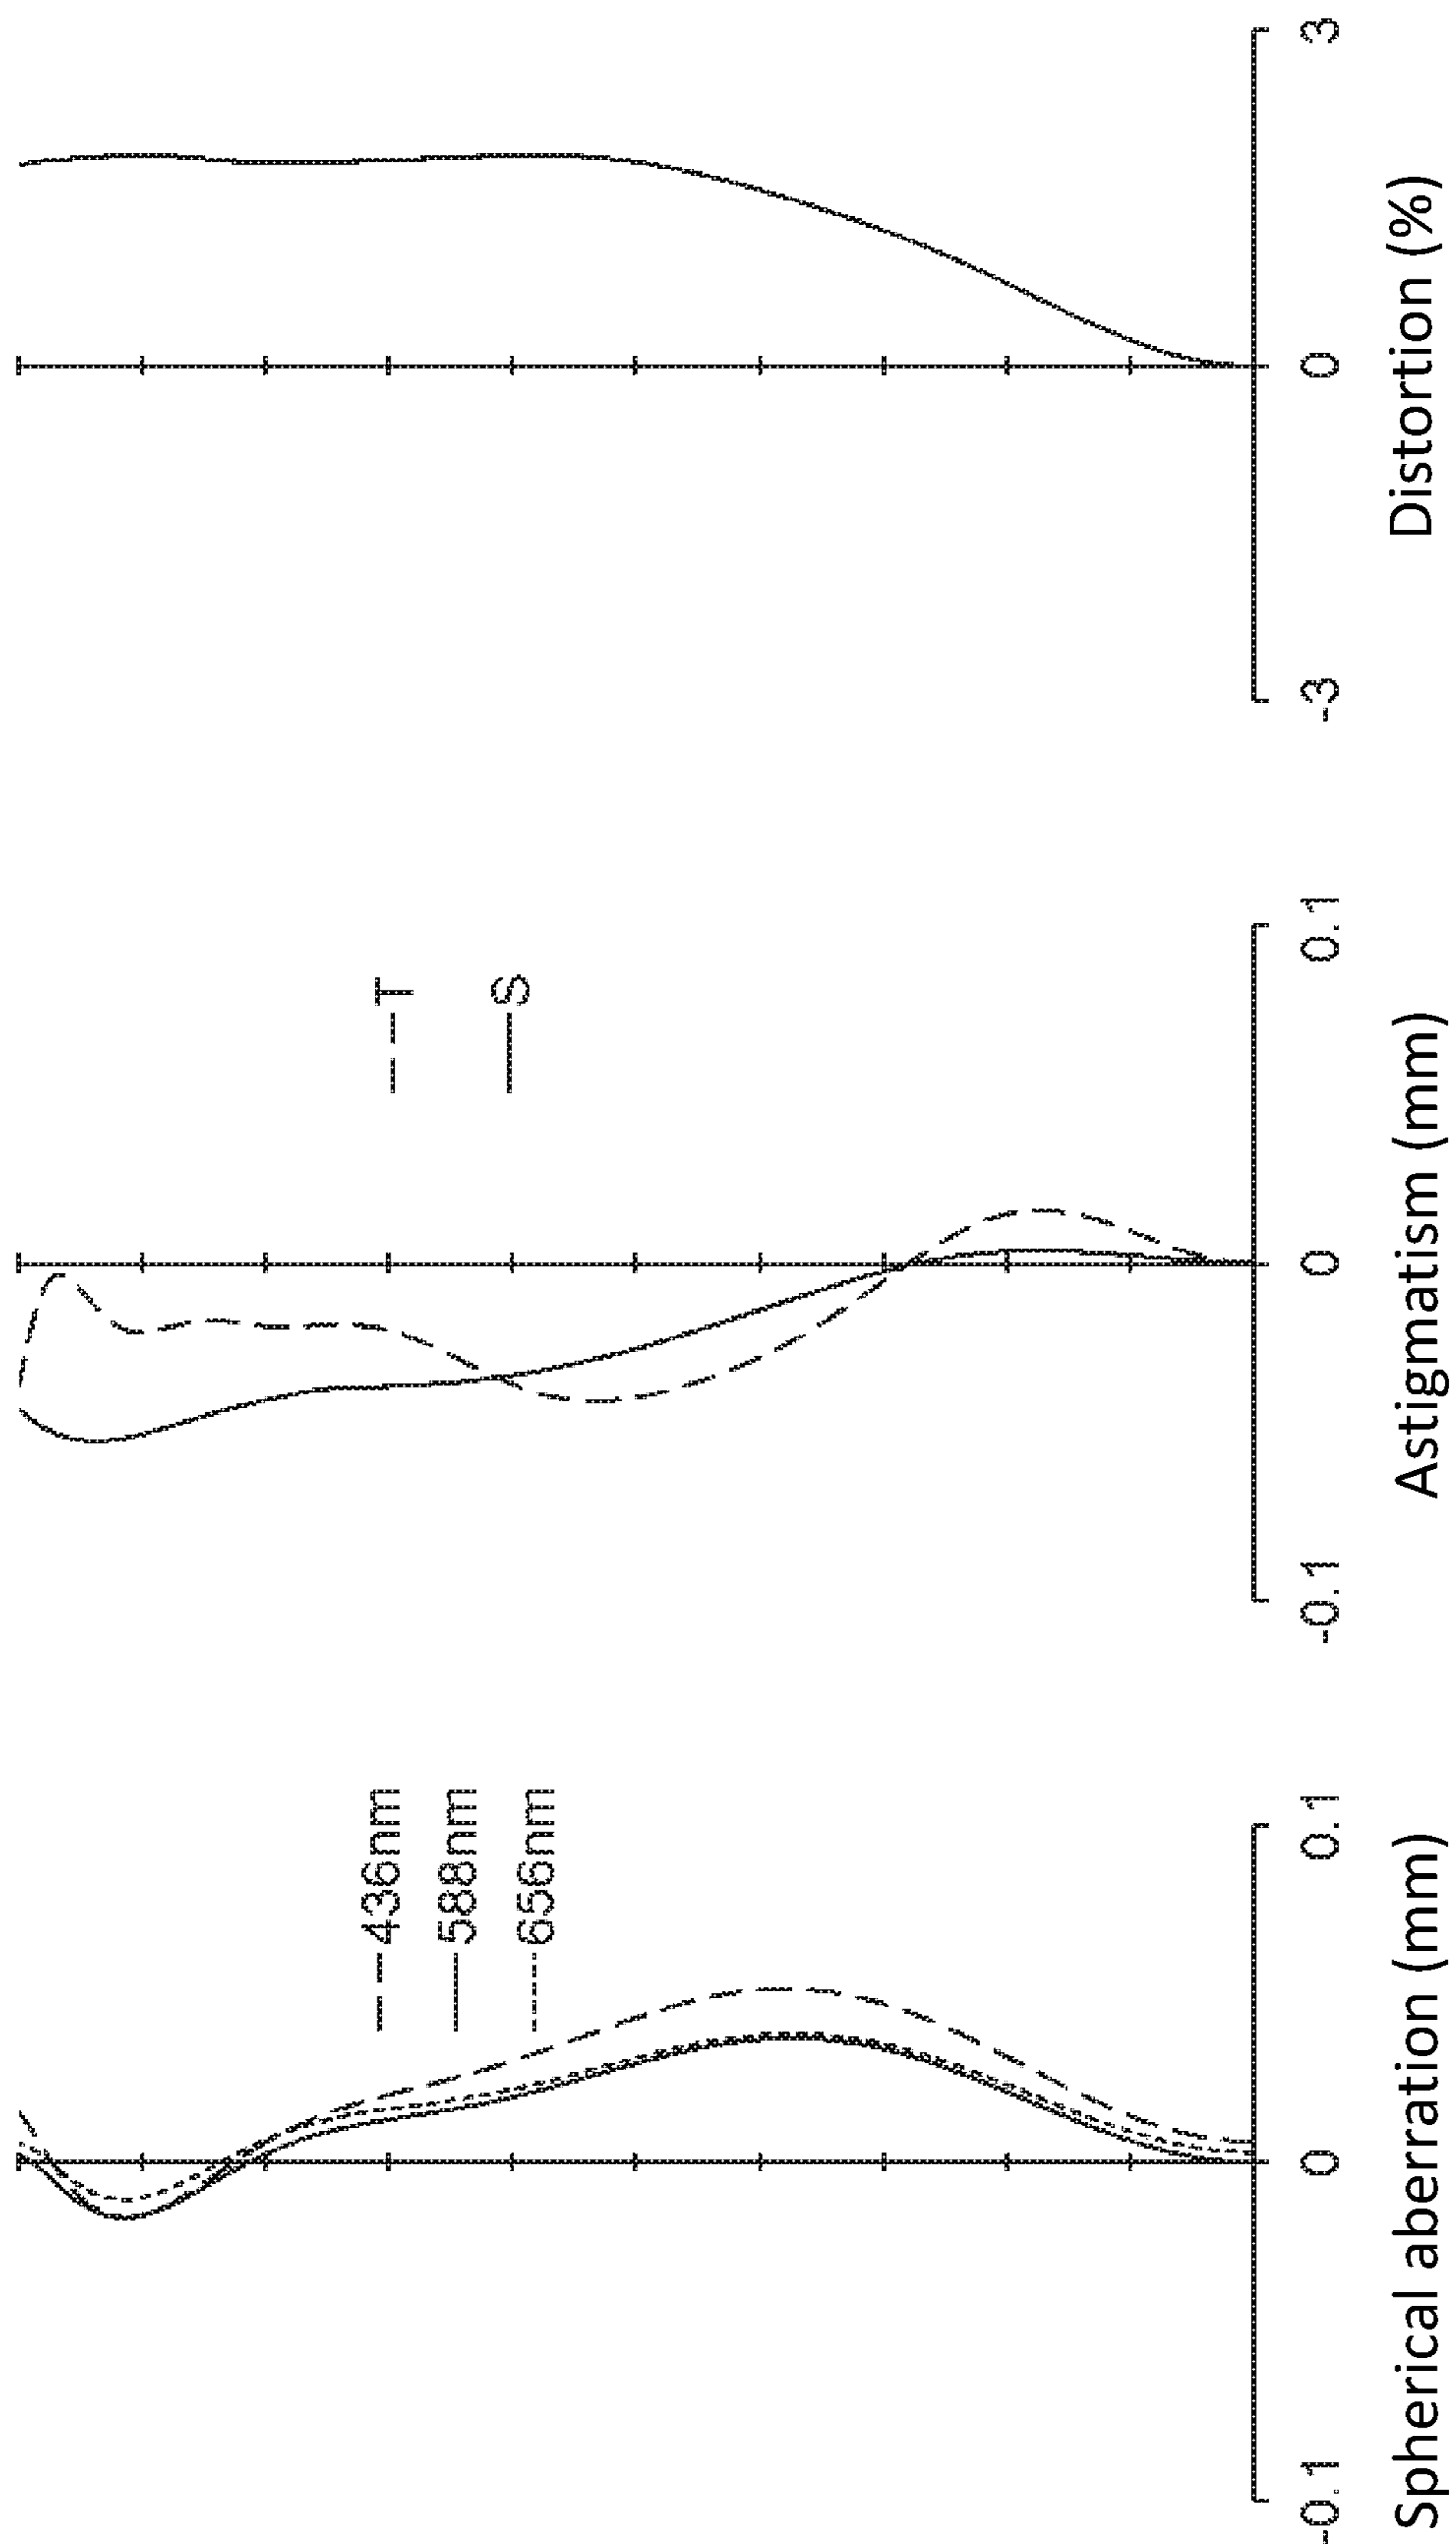 436nm
588nm
656nm
-0.1 0 0.1
Spherical aberration (mm)
T
S
-0.1 0 0.1
Astigmatism (mm)
-3 0 3
Distortion (%)